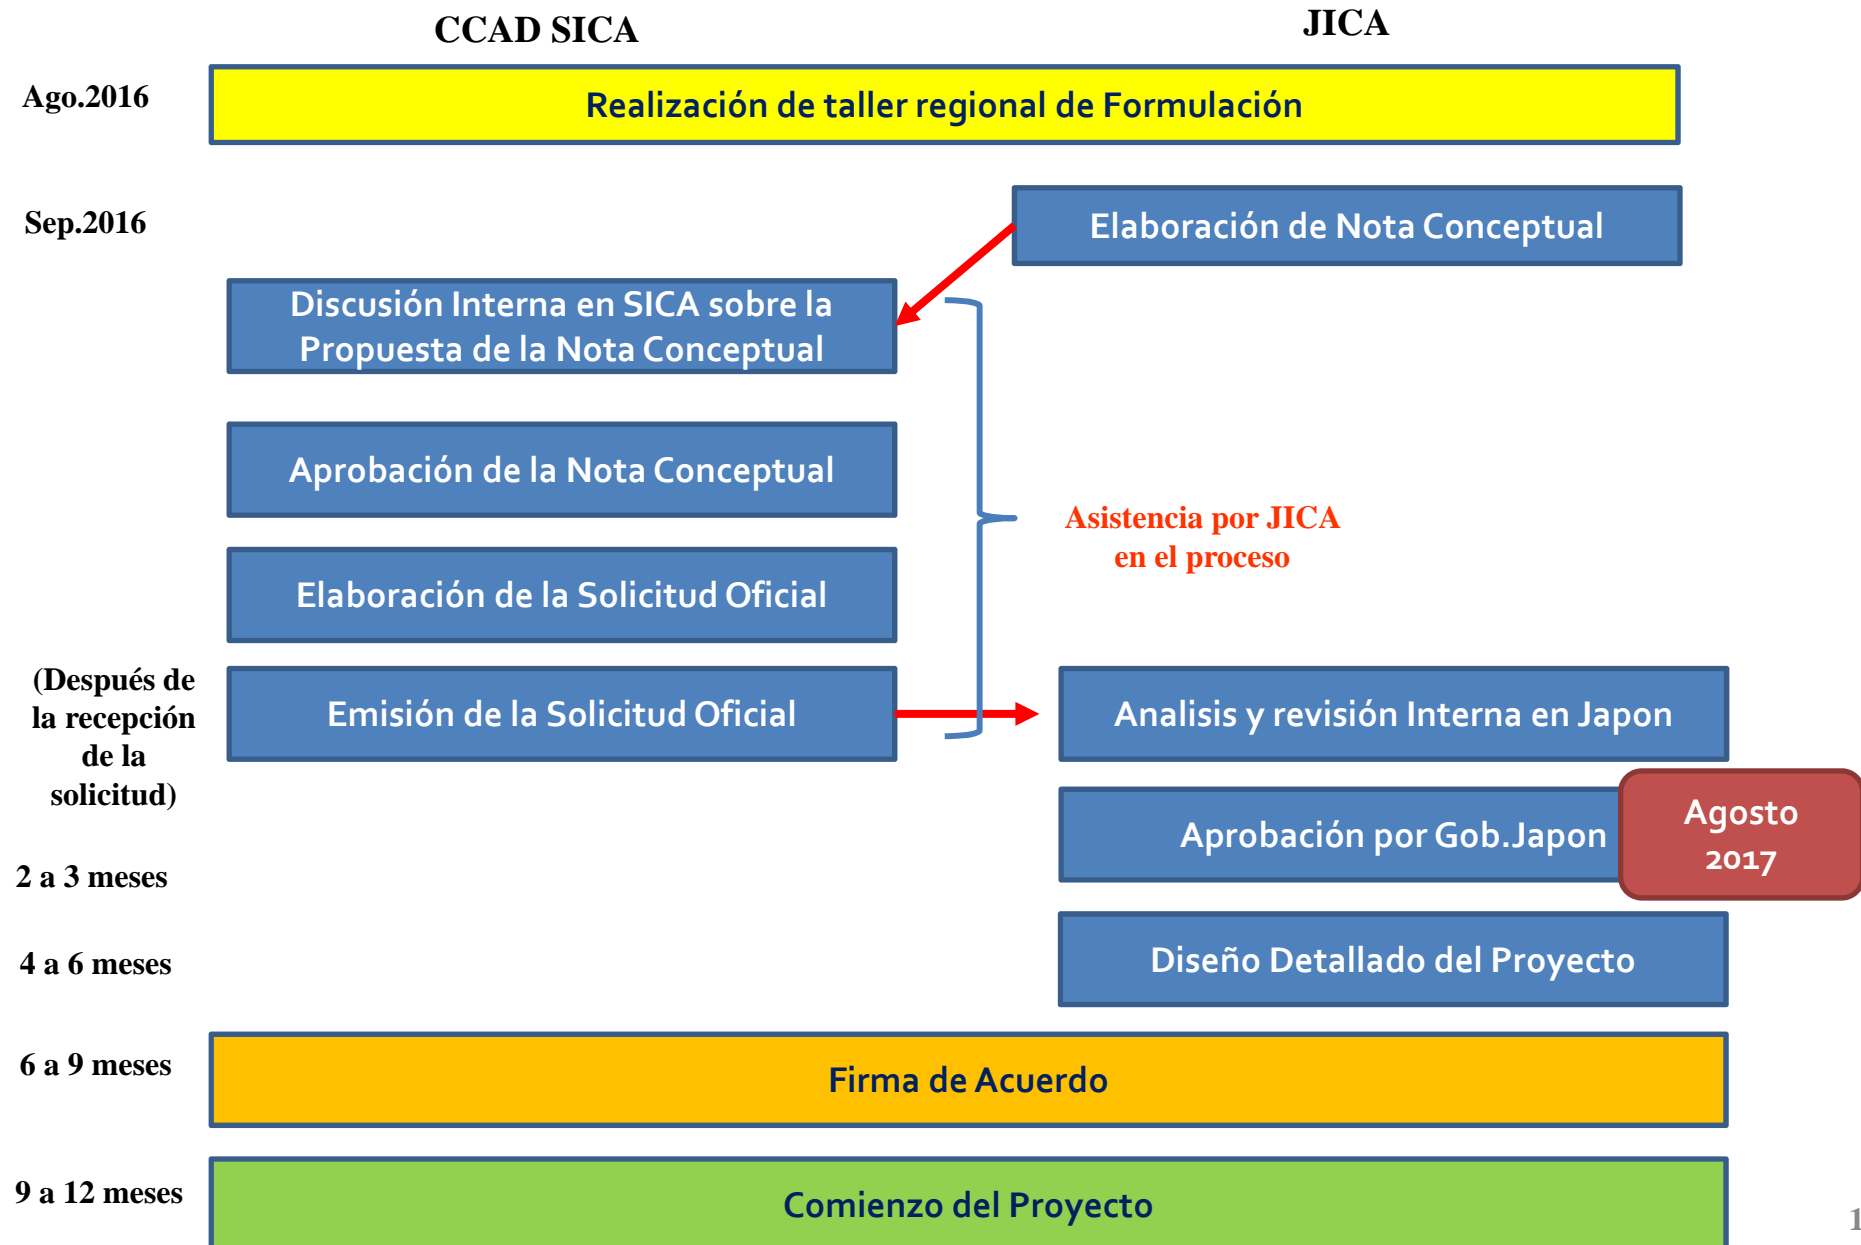 CCAD SICA
JICA
Ago.2016
Realización de taller regional de Formulación
Sep.2016
Elaboración de Nota Conceptual
Discusión Interna en SICA sobre la
Propuesta de la Nota Conceptual
Aprobación de la Nota Conceptual
Asistencia por JICA
en el proceso
Elaboración de la Solicitud Oficial
(Después de
la recepción
de la
solicitud)
Emisión de la Solicitud Oficial
Analisis y revisión Interna en Japon
Aprobación por Gob.Japon
Agosto
2017
2 a 3 meses
4 a 6 meses
Diseño Detallado del Proyecto
6 a 9 meses
Firma de Acuerdo
9 a 12 meses
Comienzo del Proyecto
1